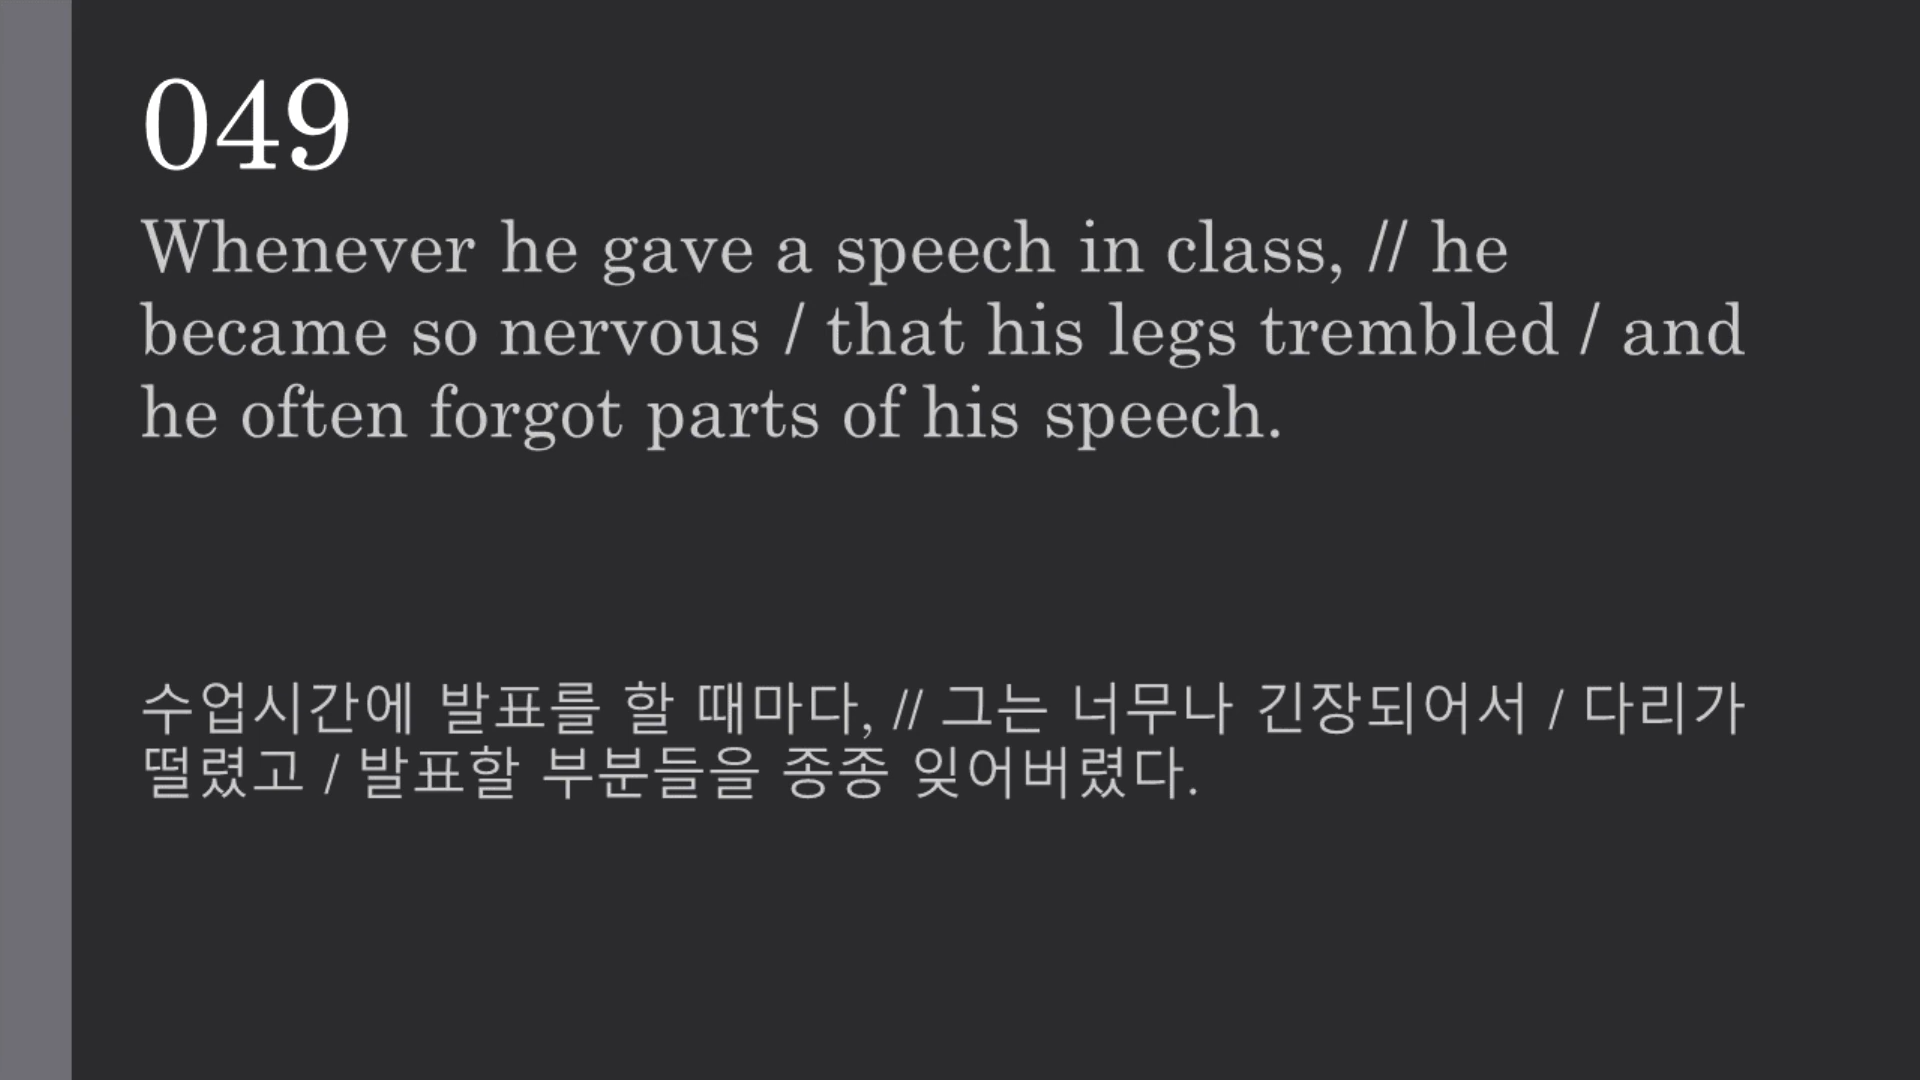 049
Whenever he gave a speech in class, // he
became so nervous / that his legs trembled / and
he often forgot parts of his speech.
수업시간에 발표를 할 때마다, // 그는 너무나 긴장되어서 / 다리가
떨렸고 / 발표할 부분들을 종종 잊어버렸다.